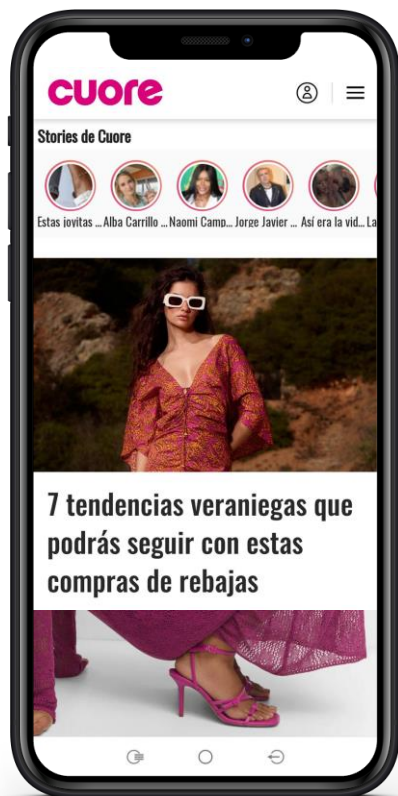 cuore
Stories de Cuore
Estas joyitas ... Alba Carrillo ... Naomi Camp... Jorge Javier ... Así era la vid... La
7 tendencias veraniegas que
podrás seguir con estas
compras de rebajas